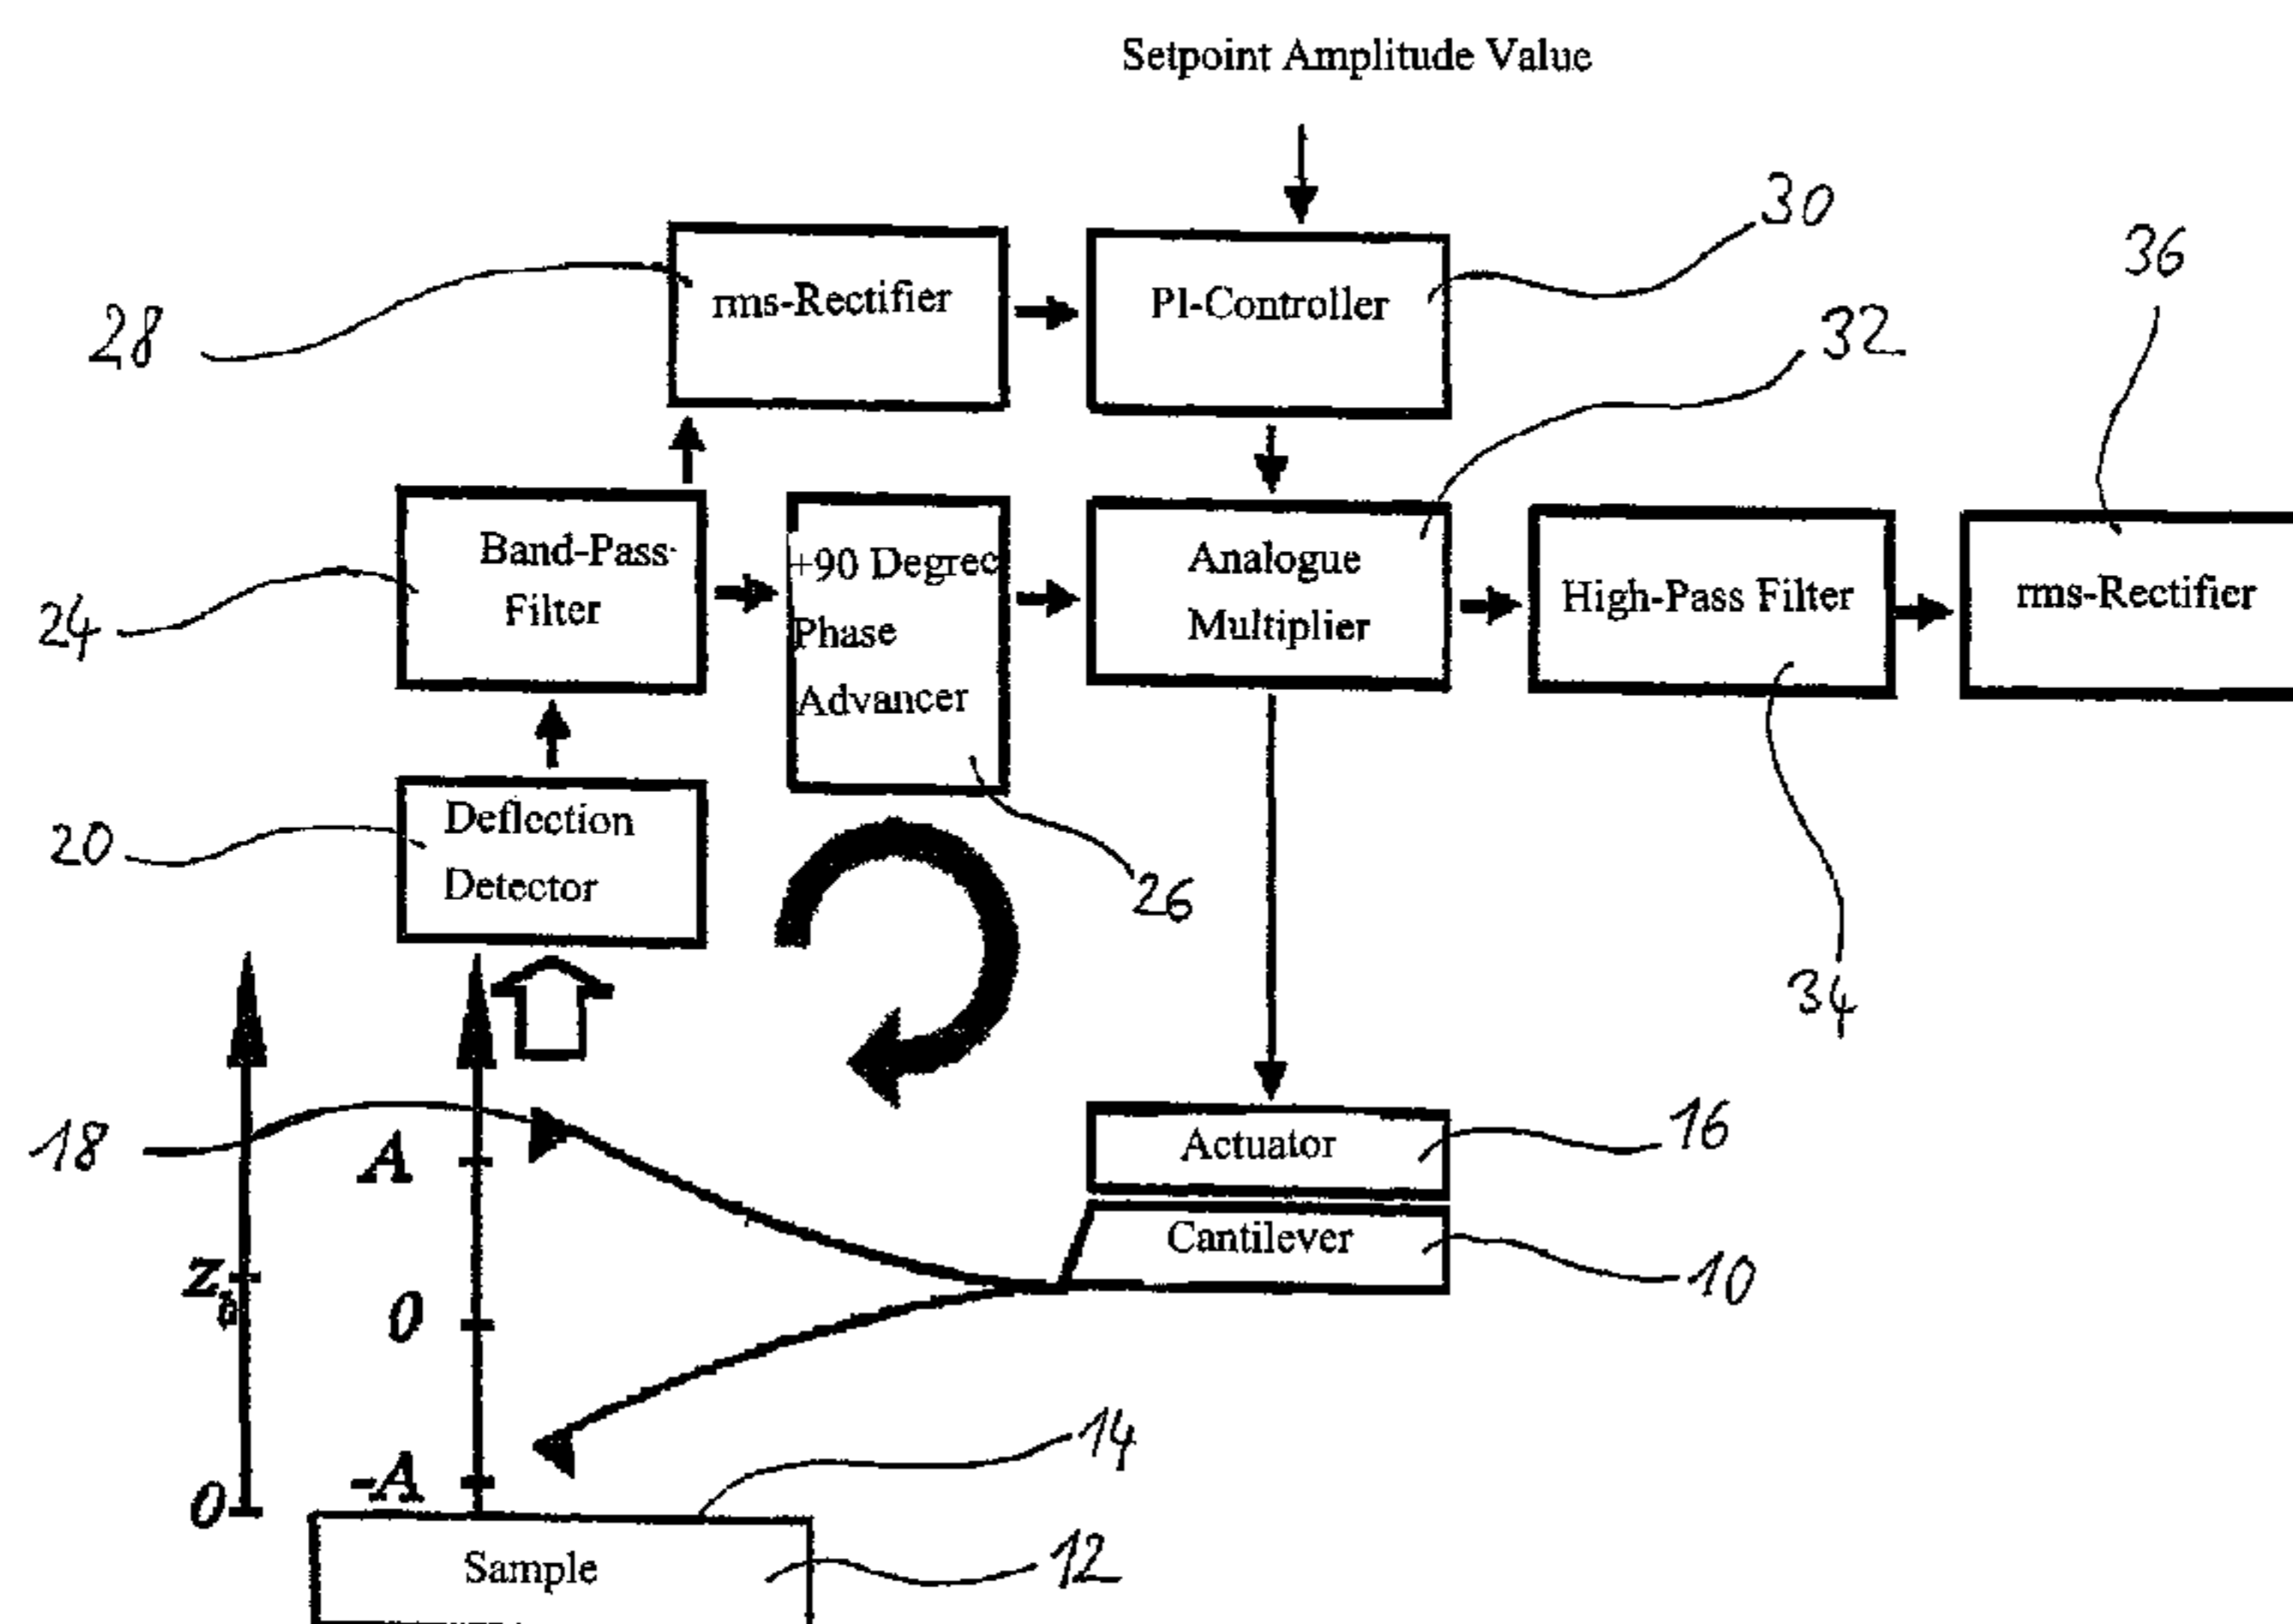 Setpoint Amplitude Value
30
36
rms-Rectifier
PI-Controller
28
32
Band-Pass-
Filter
+90 Degree
Phase
Advancer
Analogue
Multiplier
High-Pass Filter
rms-Rectifier
24
Deflection
Detector
20
26
34
18
A
Actuator
16
Cantilever
10
z
0
-A
14
0
Sample
12